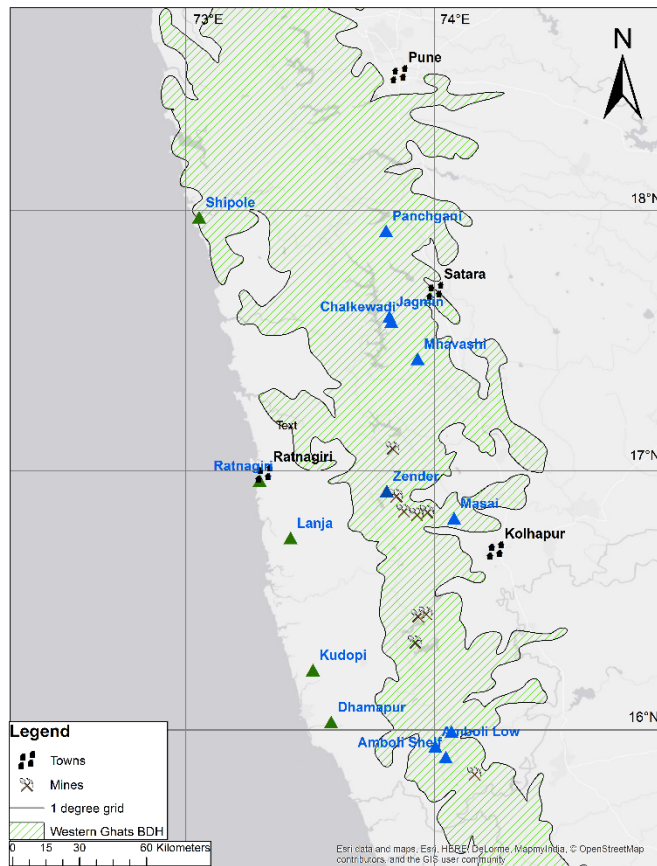 73°E
74°E
N
Pune
Shipole
18°N
Panchgani
Satara
Chalkewadi
Jagmin
Mhavashi
Text
Ratnagiri
Ratnagiri
17°N
Zender
Masai
Lanja
Kolhapur
Kudopi
Dhamapur
16°N
Amboli Low
Amboli Shelf
Legend
Towns
Mines
1 degree grid
Western Ghats BDH
0 15 30 60 Kilometers
Esri data and maps, Esri, HERE, DeLorme, MapmyIndia, © OpenStreetMap
contributors, and the GIS user community